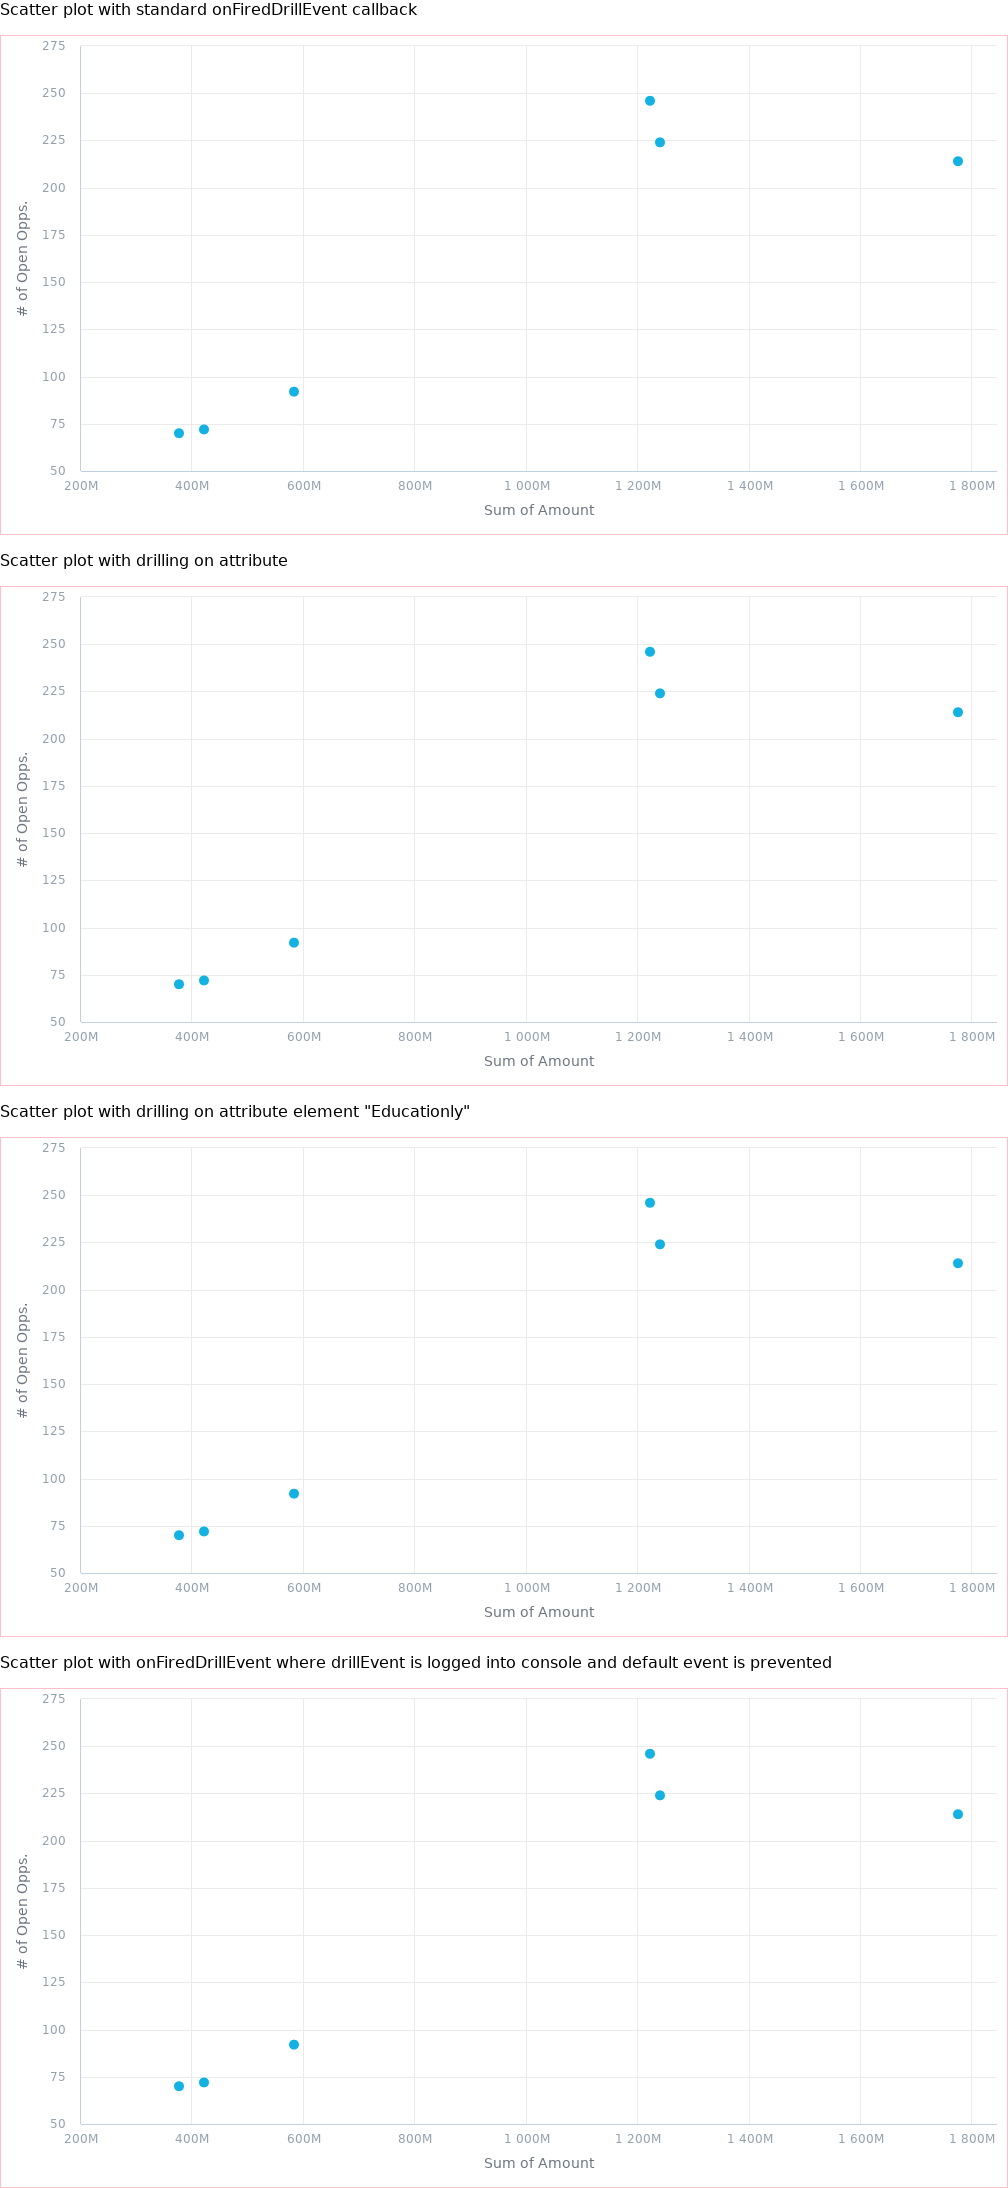 Scatter plot with standard onFiredDrillEvent callback
275
250
225
200
175
150
125
100
75
50
# of Open Opps.
200M 400M 600M 800M 1 000M 1 200M 1 400M 1 600M 1 800M
Sum of Amount
Scatter plot with drilling on attribute
275
250
225
200
175
150
125
100
75
50
# of Open Opps.
200M 400M 600M 800M 1 000M 1 200M 1 400M 1 600M 1 800M
Sum of Amount
Scatter plot with drilling on attribute element "Educationly"
275
250
225
200
175
150
125
100
75
50
# of Open Opps.
200M 400M 600M 800M 1 000M 1 200M 1 400M 1 600M 1 800M
Sum of Amount
Scatter plot with onFiredDrillEvent where drillEvent is logged into console and default event is prevented
275
250
225
200
175
150
125
100
75
50
# of Open Opps.
200M 400M 600M 800M 1 000M 1 200M 1 400M 1 600M 1 800M
Sum of Amount